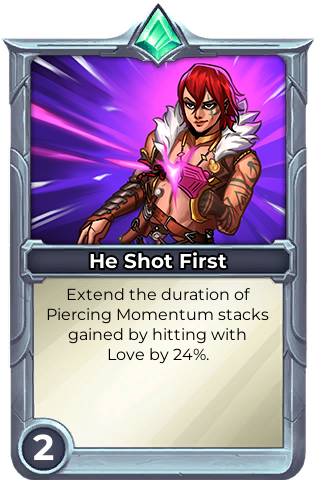 He Shot First
Extend the duration of
Piercing Momentum stacks
gained by hitting with
Love by 24%.
2